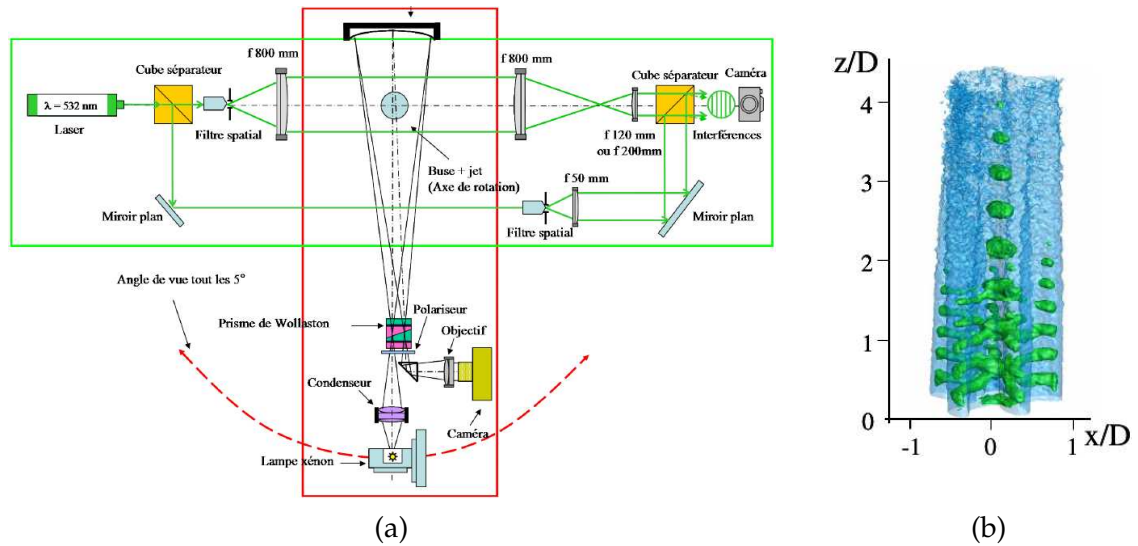 f 800 mm
f 800 mm
Cube séparateur
Cube séparateur
Caméra
λ = 532 nm
Laser
Filtre spatial
Interférences
f 120 mm
ou f 200mm
Buse + jet
(Axe de rotation)
f 50 mm
Miroir plan
Filtre spatial
Miroir plan
Angle de vue tout les 5°
Prisme de Wollaston
Polariseur
Objectif
Condenseur
Caméra
Lampe xénon
(a)
z/D
4
3
2
1
0
-1
0
1
x/D
(b)